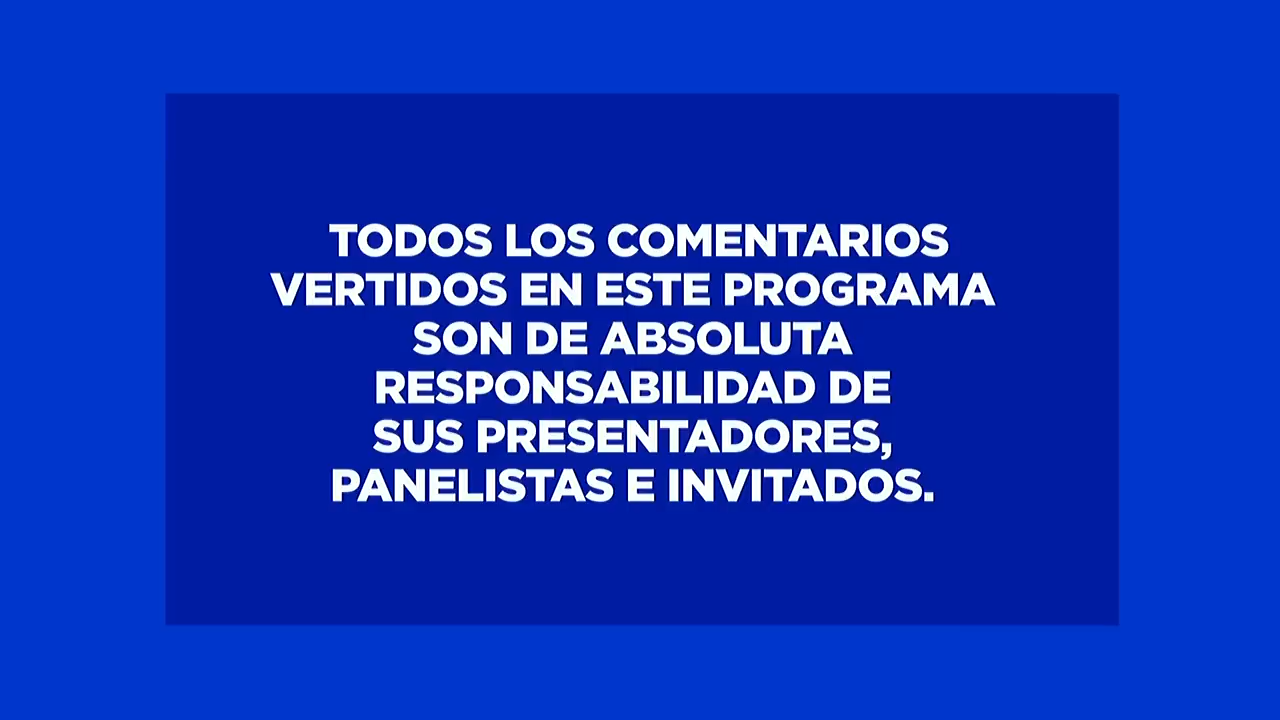 TODOS LOS COMENTARIOS
VERTIDOS EN ESTE PROGRAMA
SON DE ABSOLUTA
RESPONSABILIDAD DE
SUS PRESENTADORES,
PANELISTAS E INVITADOS.